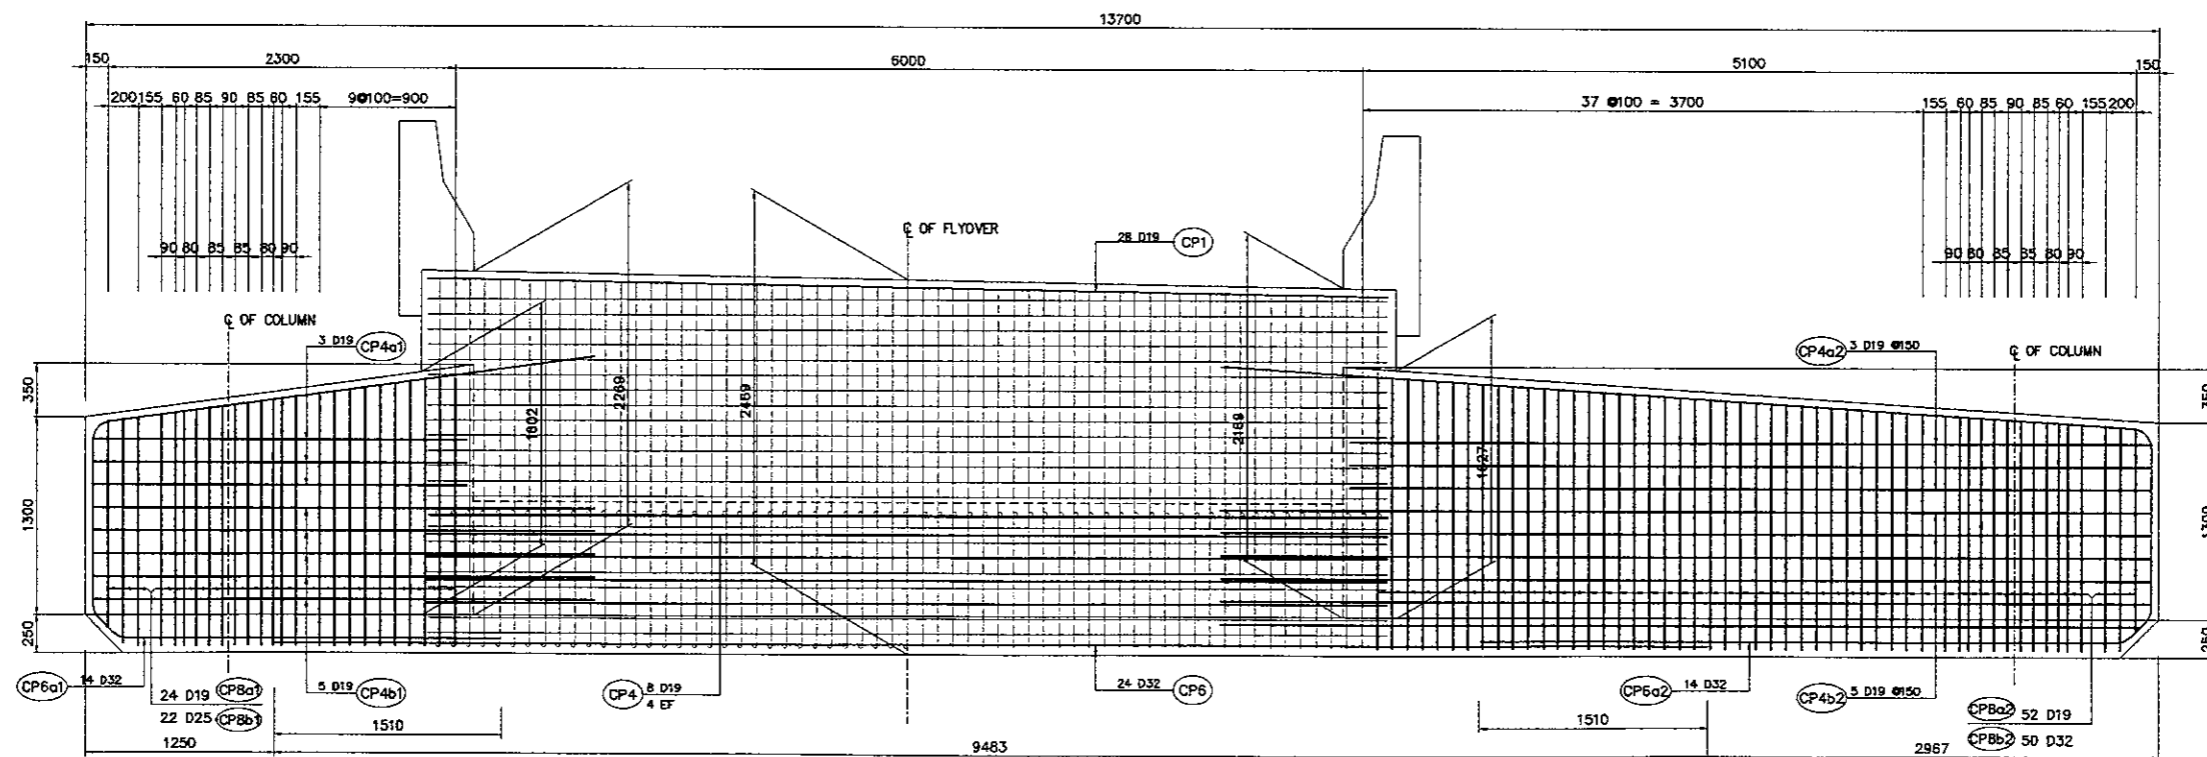 13700
150 2300 6000 5100 150
200 155 60 85 90 85 60 155 9@100=900 37 @100 = 3700 155 60 85 90 85 60 155 200
90 80 85 85 80 90
℄ OF FLYOVER
28 D19 CP1
90 80 85 85 80 90
℄ OF COLUMN
3 D19 CP4a1
CP4a2 3 D19 @150
℄ OF COLUMN
350
1300
250
1602
2269
2469
2189
1627
350
1300
250
CP6a1 14 D32
24 D19 CP8a1
22 D25 CP8b1
5 D19 CP4b1
CP4 8 D19
4 EF
24 D32 CP6
CP6a2 14 D32
CP4b2 5 D19 @150
CP8a2 52 D19
CP8b2 50 D32
1510 1510
1250 9483 2967